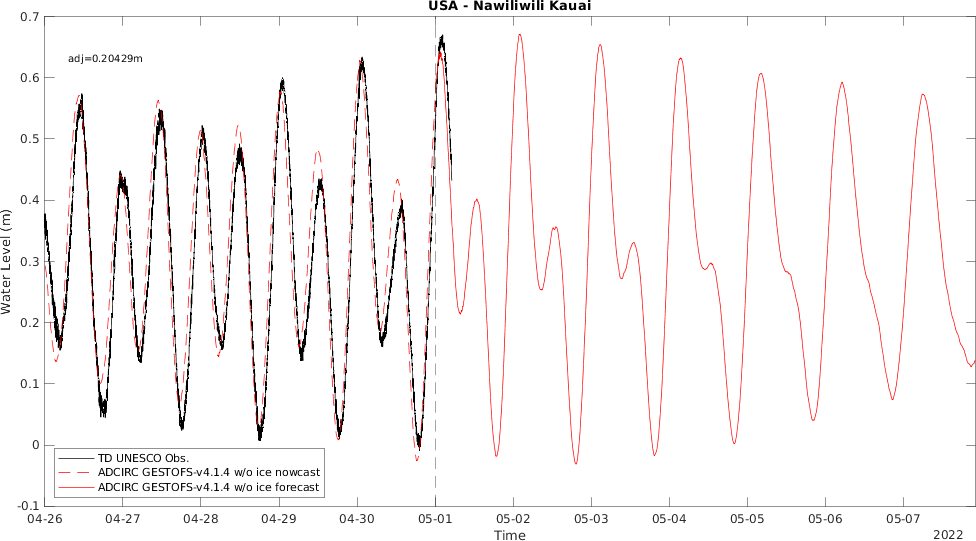 USA - Nawiliwili Kauai
adj=0.20429m
Water Level (m)
0.7
0.6
0.5
0.4
0.3
0.2
0.1
0
-0.1
TD UNESCO Obs.
ADCIRC GESTOFS-v4.1.4 w/o ice nowcast
ADCIRC GESTOFS-v4.1.4 w/o ice forecast
04-26 04-27 04-28 04-29 04-30 05-01 05-02 05-03 05-04 05-05 05-06 05-07
Time
2022